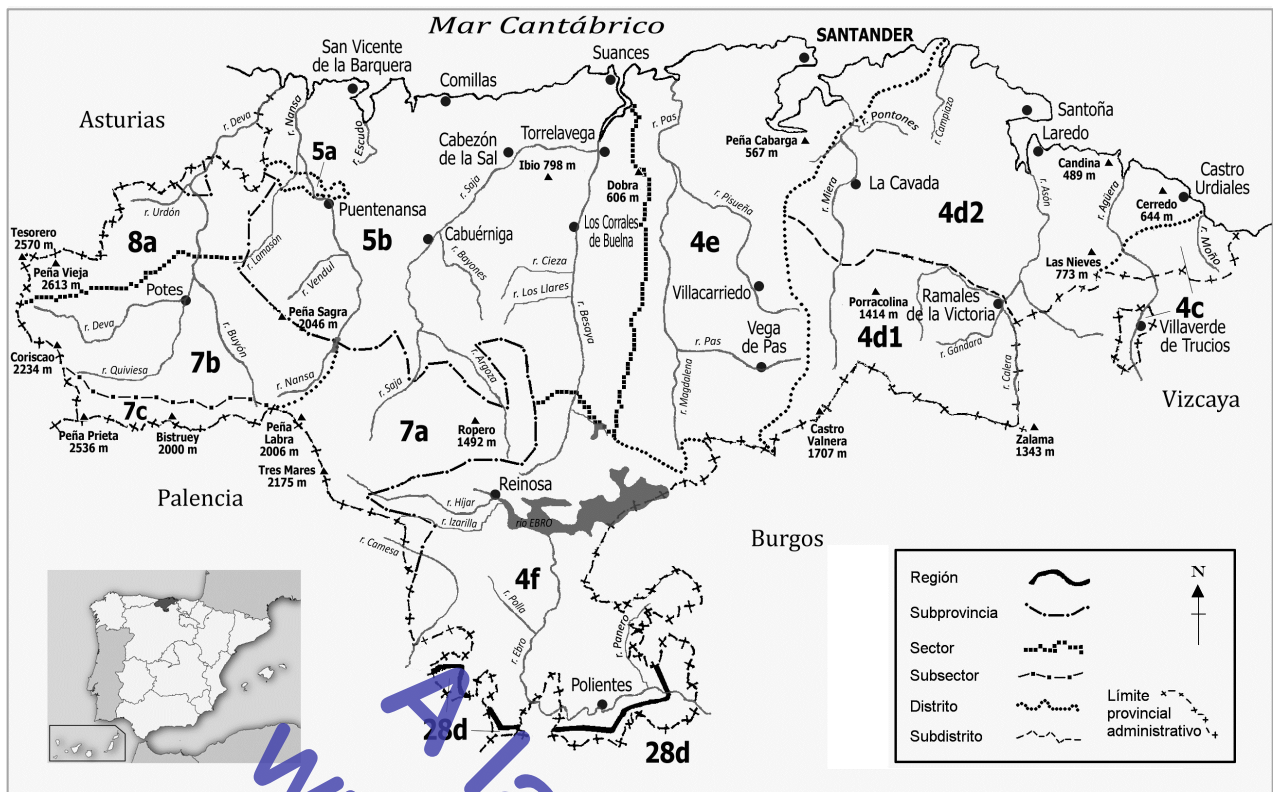 Mar Cantábrico
SANTANDER
San Vicente
de la Barquera
Suances
Comillas
Asturias
r. Deva
r. Nansa
r. Escudo
5a
Cabezón
de la Sal
Torrelavega
Ibio 798 m
r. Saja
r. Pas
Dobra
606 m
Peña Cabarga
567 m
r. Pontones
r. Campiazo
Santoña
Laredo
Candina
489 m
Castro
Urdiales
Cerredo
644 m
r. Agüera
r. Asón
r. Miera
La Cavada
4d2
r. Pisueña
4e
Los Corrales
de Buelna
Puentenansa
5b
Cabuérniga
r. Urdón
8a
Tesorero
2570 m
Peña Vieja
2613 m
r. Lamasón
r. Vendul
r. Bayones
r. Cieza
r. Los Llares
Villacarriedo
Las Nieves
773 m
r. Moño
4c
Villaverde
de Trucios
Potes
Peña Sagra
2046 m
r. Besaya
Porracolina
1414 m
Ramales
de la Victoria
4d1
r. Gándara
r. Calera
Vega
de Pas
r. Pas
r. Magdalena
r. Deva
r. Buyón
Coriscao
2234 m
r. Quiviesa
7b
r. Nansa
r. Saja
r. Argoza
Vizcaya
7c
Peña Prieta
2536 m
Bistruey
2000 m
Peña
Labra
2006 m
Tres Mares
2175 m
7a
Ropero
1492 m
Castro
Valnera
1707 m
Zalama
1343 m
Palencia
Reinosa
r. Híjar
r. Izarilla
río EBRO
r. Camesa
Burgos
4f
r. Polla
r. Ebro
r. Panero
Polientes
28d
28d
Región
Subprovincia
Sector
Subsector
Distrito
Subdistrito
N
Límite
provincial
administrativo